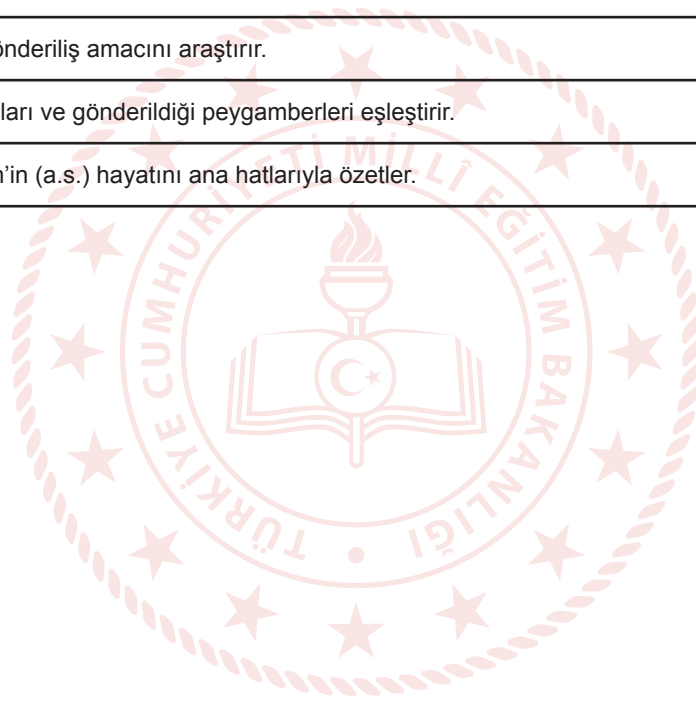 önderiliş amacını araştırır.
ları ve gönderildiği peygamberleri eşleştirir.
n’in (a.s.) hayatını ana hatlarıyla özetler.
TÜRKİYE CUMHURİYETİ MİLLÎ EĞİTİM BAKANLIĞI